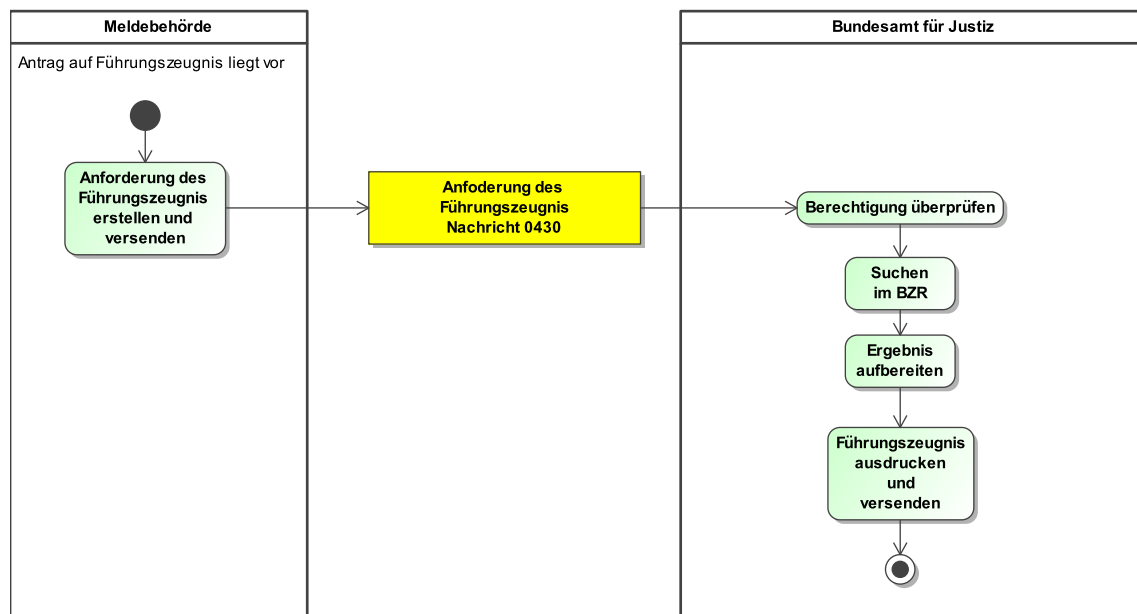 Meldebehörde
Bundesamt für Justiz
Antrag auf Führungszeugnis liegt vor
Anforderung des
Führungszeugnis
erstellen und
versenden
Anfoderung des
Führungszeugnis
Nachricht 0430
Berechtigung überprüfen
Suchen
im BZR
Ergebnis
aufbereiten
Führungszeugnis
ausdrucken
und
versenden